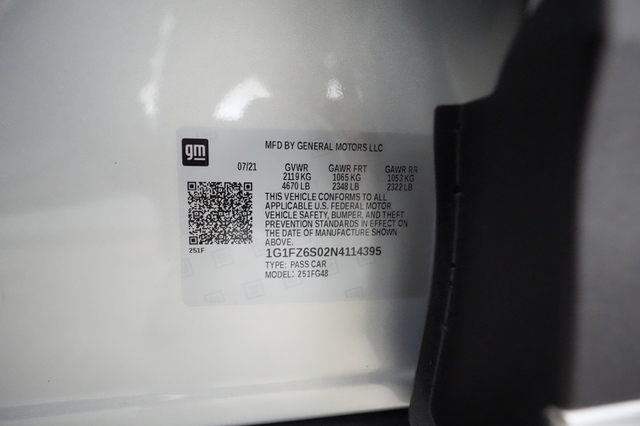 gm
MFD BY GENERAL MOTORS LLC
07/21 GVWR GAWR FRT GAWR RR
2119 KG 1065 KG 1053 KG
4670 LB 2348 LB 2322 LB
THIS VEHICLE CONFORMS TO ALL
APPLICABLE U.S. FEDERAL MOTOR
VEHICLE SAFETY, BUMPER, AND THEFT
PREVENTION STANDARDS IN EFFECT ON
THE DATE OF MANUFACTURE SHOWN
ABOVE.
251F
1G1FZ6S02N4114395
TYPE: PASS CAR
MODEL: 251FG48